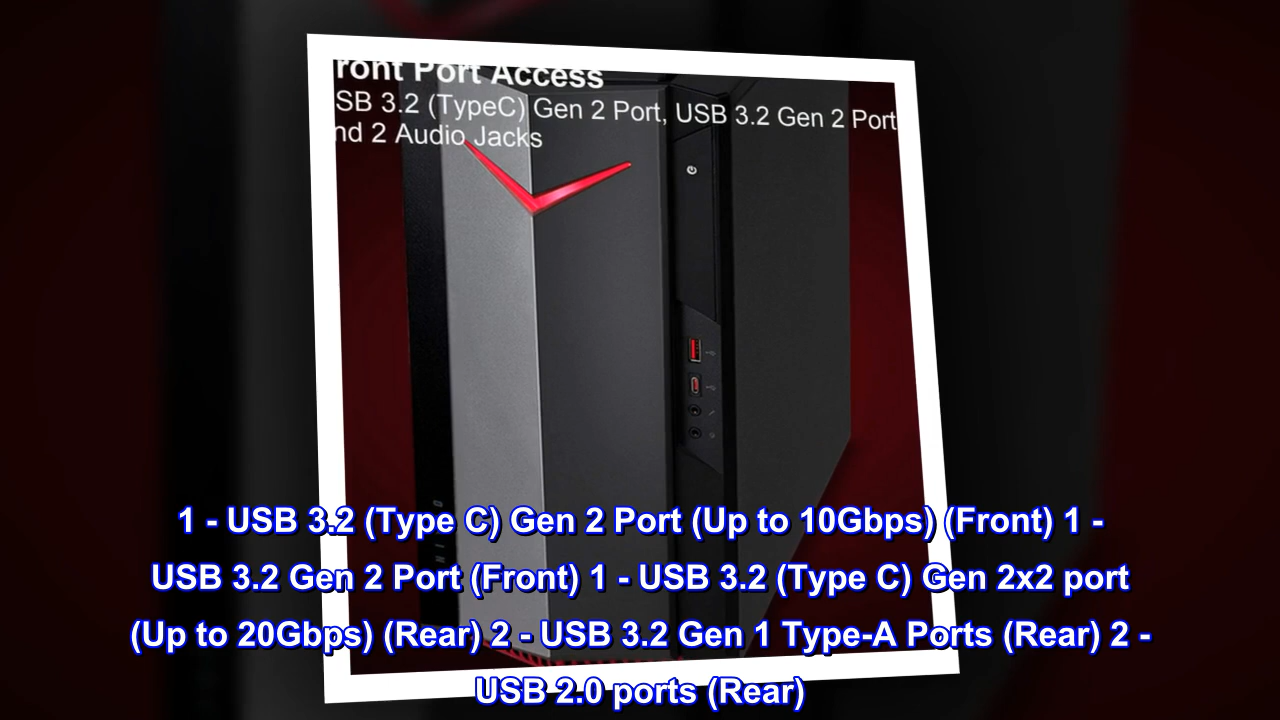 ront Port Access
SB 3.2 (TypeC) Gen 2 Port, USB 3.2 Gen 2 Port
nd 2 Audio Jacks
1 - USB 3.2 (Type C) Gen 2 Port (Up to 10Gbps) (Front) 1 -
USB 3.2 Gen 2 Port (Front) 1 - USB 3.2 (Type C) Gen 2x2 port
(Up to 20Gbps) (Rear) 2 - USB 3.2 Gen 1 Type-A Ports (Rear) 2 -
USB 2.0 ports (Rear)